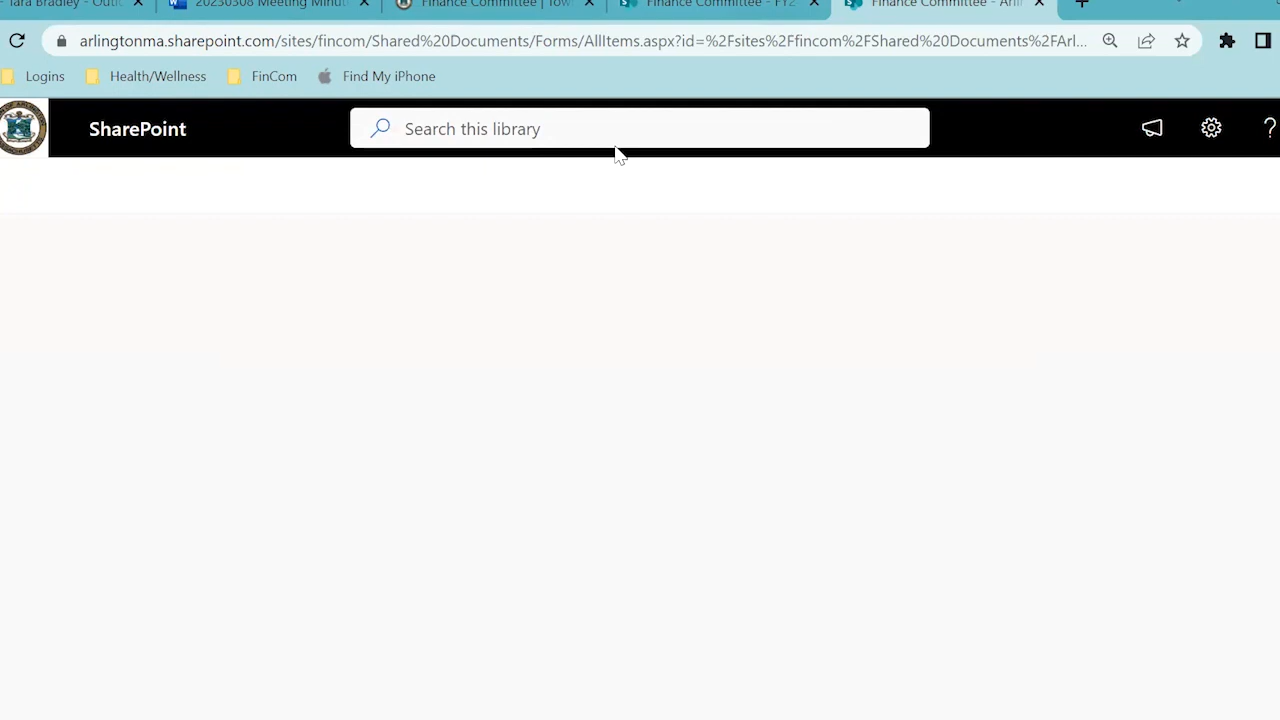 Tara Bradley - Outl
20230308 Meeting Minut
Finance Committee | Tow
Finance Committee - FY2
Finance Committee - Arli
arlingtonma.sharepoint.com/sites/fincom/Shared%20Documents/Forms/AllItems.aspx?id=%2Fsites%2Ffincom%2FShared%20Documents%2FArl...
Logins
Health/Wellness
FinCom
Find My iPhone
SharePoint
Search this library